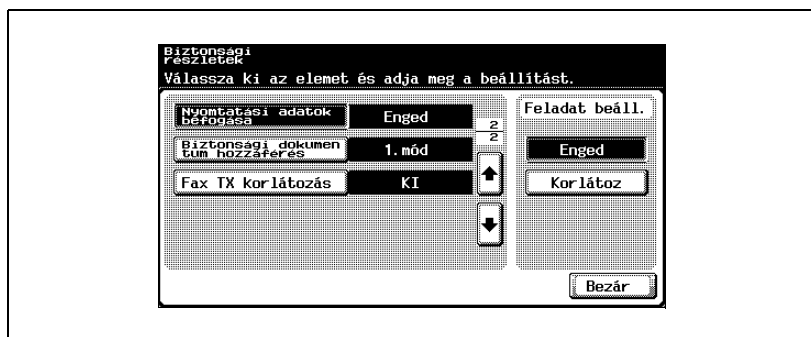 Biztonsági
részletek
Válassza ki az elemet és adja meg a beállítást.
Nyomtatási adatok
befogása
Enged
2
2
Feladat beáll.
Biztonsági dokumen
tum hozzáférés
1.mód
Enged
Fax TX korlátozás
KI
Korlátoz
Bezár